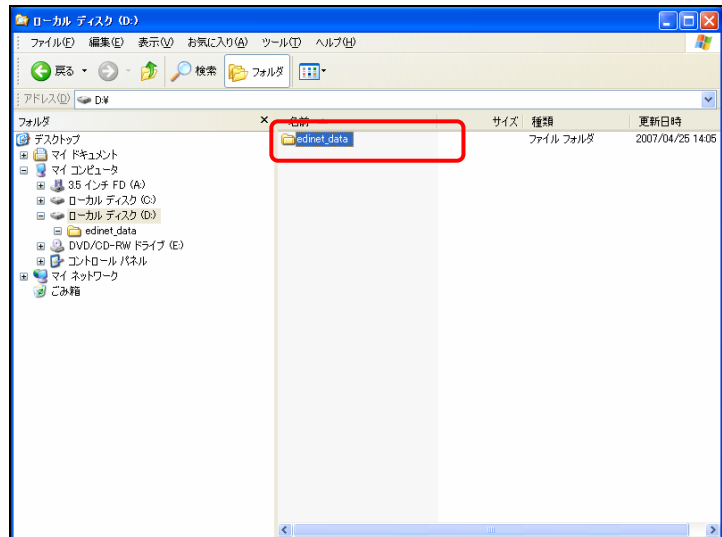 ローカル ディスク (D:)
ファイル(F) 編集(E) 表示(V) お気に入り(A) ツール(T) ヘルプ(H)
戻る 検索 フォルダ
アドレス(D) D:¥
フォルダ × 名前 サイズ 種類 更新日時
デスクトップ
マイ ドキュメント
マイ コンピュータ
3.5 インチ FD (A:)
ローカル ディスク (C:)
ローカル ディスク (D:)
edinet_data
DVD/CD-RW ドライブ (E:)
コントロール パネル
マイ ネットワーク
ごみ箱
edinet_data ファイル フォルダ 2007/04/25 14:05